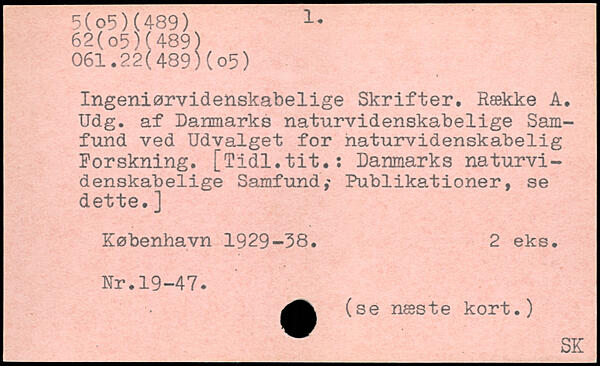 5(o5)(489)
1.
62(o5)(489)
061.22(489)(o5)
Ingeniørvidenskabelige Skrifter. Række A.
Udg. af Danmarks naturvidenskabelige Sam-
fund ved Udvalget for naturvidenskabelig
Forskning. [Tidl.tit.: Danmarks naturvi-
denskabelige Samfund; Publikationer, se
dette.]
København 1929-38. 2 eks.
Nr.19-47.
(se næste kort.)
SK